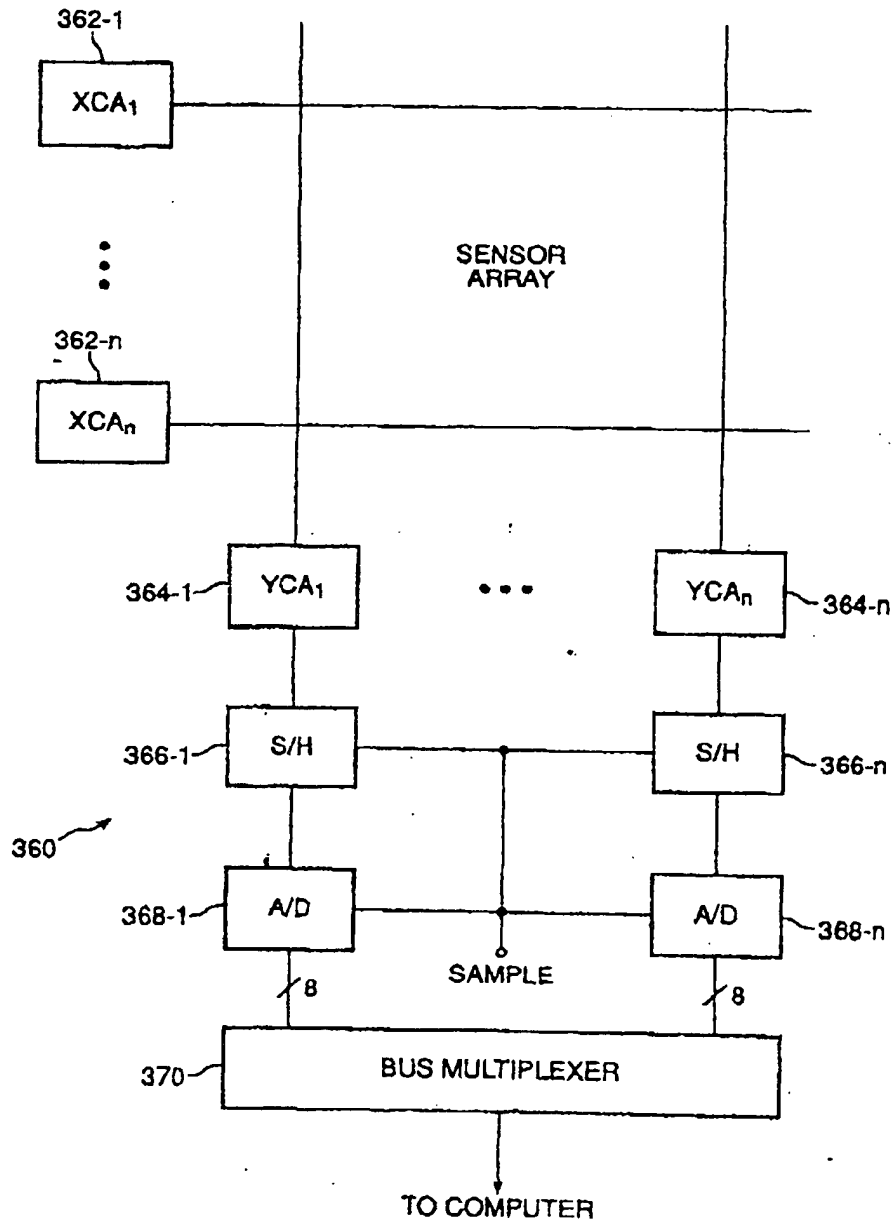 362-1
XCA₁
SENSOR
ARRAY
362-n
XCAₙ
364-1
YCA₁
YCAₙ
364-n
366-1
S/H
S/H
366-n
360
368-1
A/D
A/D
368-n
SAMPLE
8
8
370
BUS MULTIPLEXER
TO COMPUTER